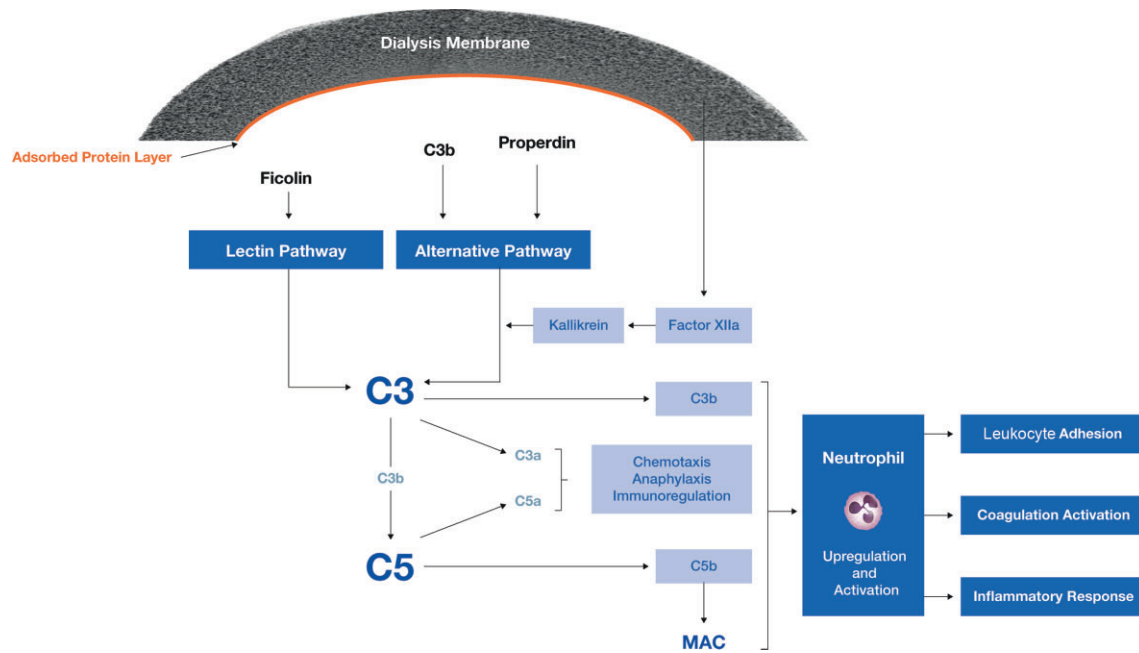 Dialysis Membrane
Adsorbed Protein Layer
C3b
Properdin
Ficolin
Lectin Pathway
Alternative Pathway
Kallikrein
Factor XIIa
C3
C3b
C3b
C3a
C5a
Chemotaxis
Anaphylaxis
Immunoregulation
C5
C5b
MAC
Neutrophil
Upregulation
and
Activation
Leukocyte Adhesion
Coagulation Activation
Inflammatory Response